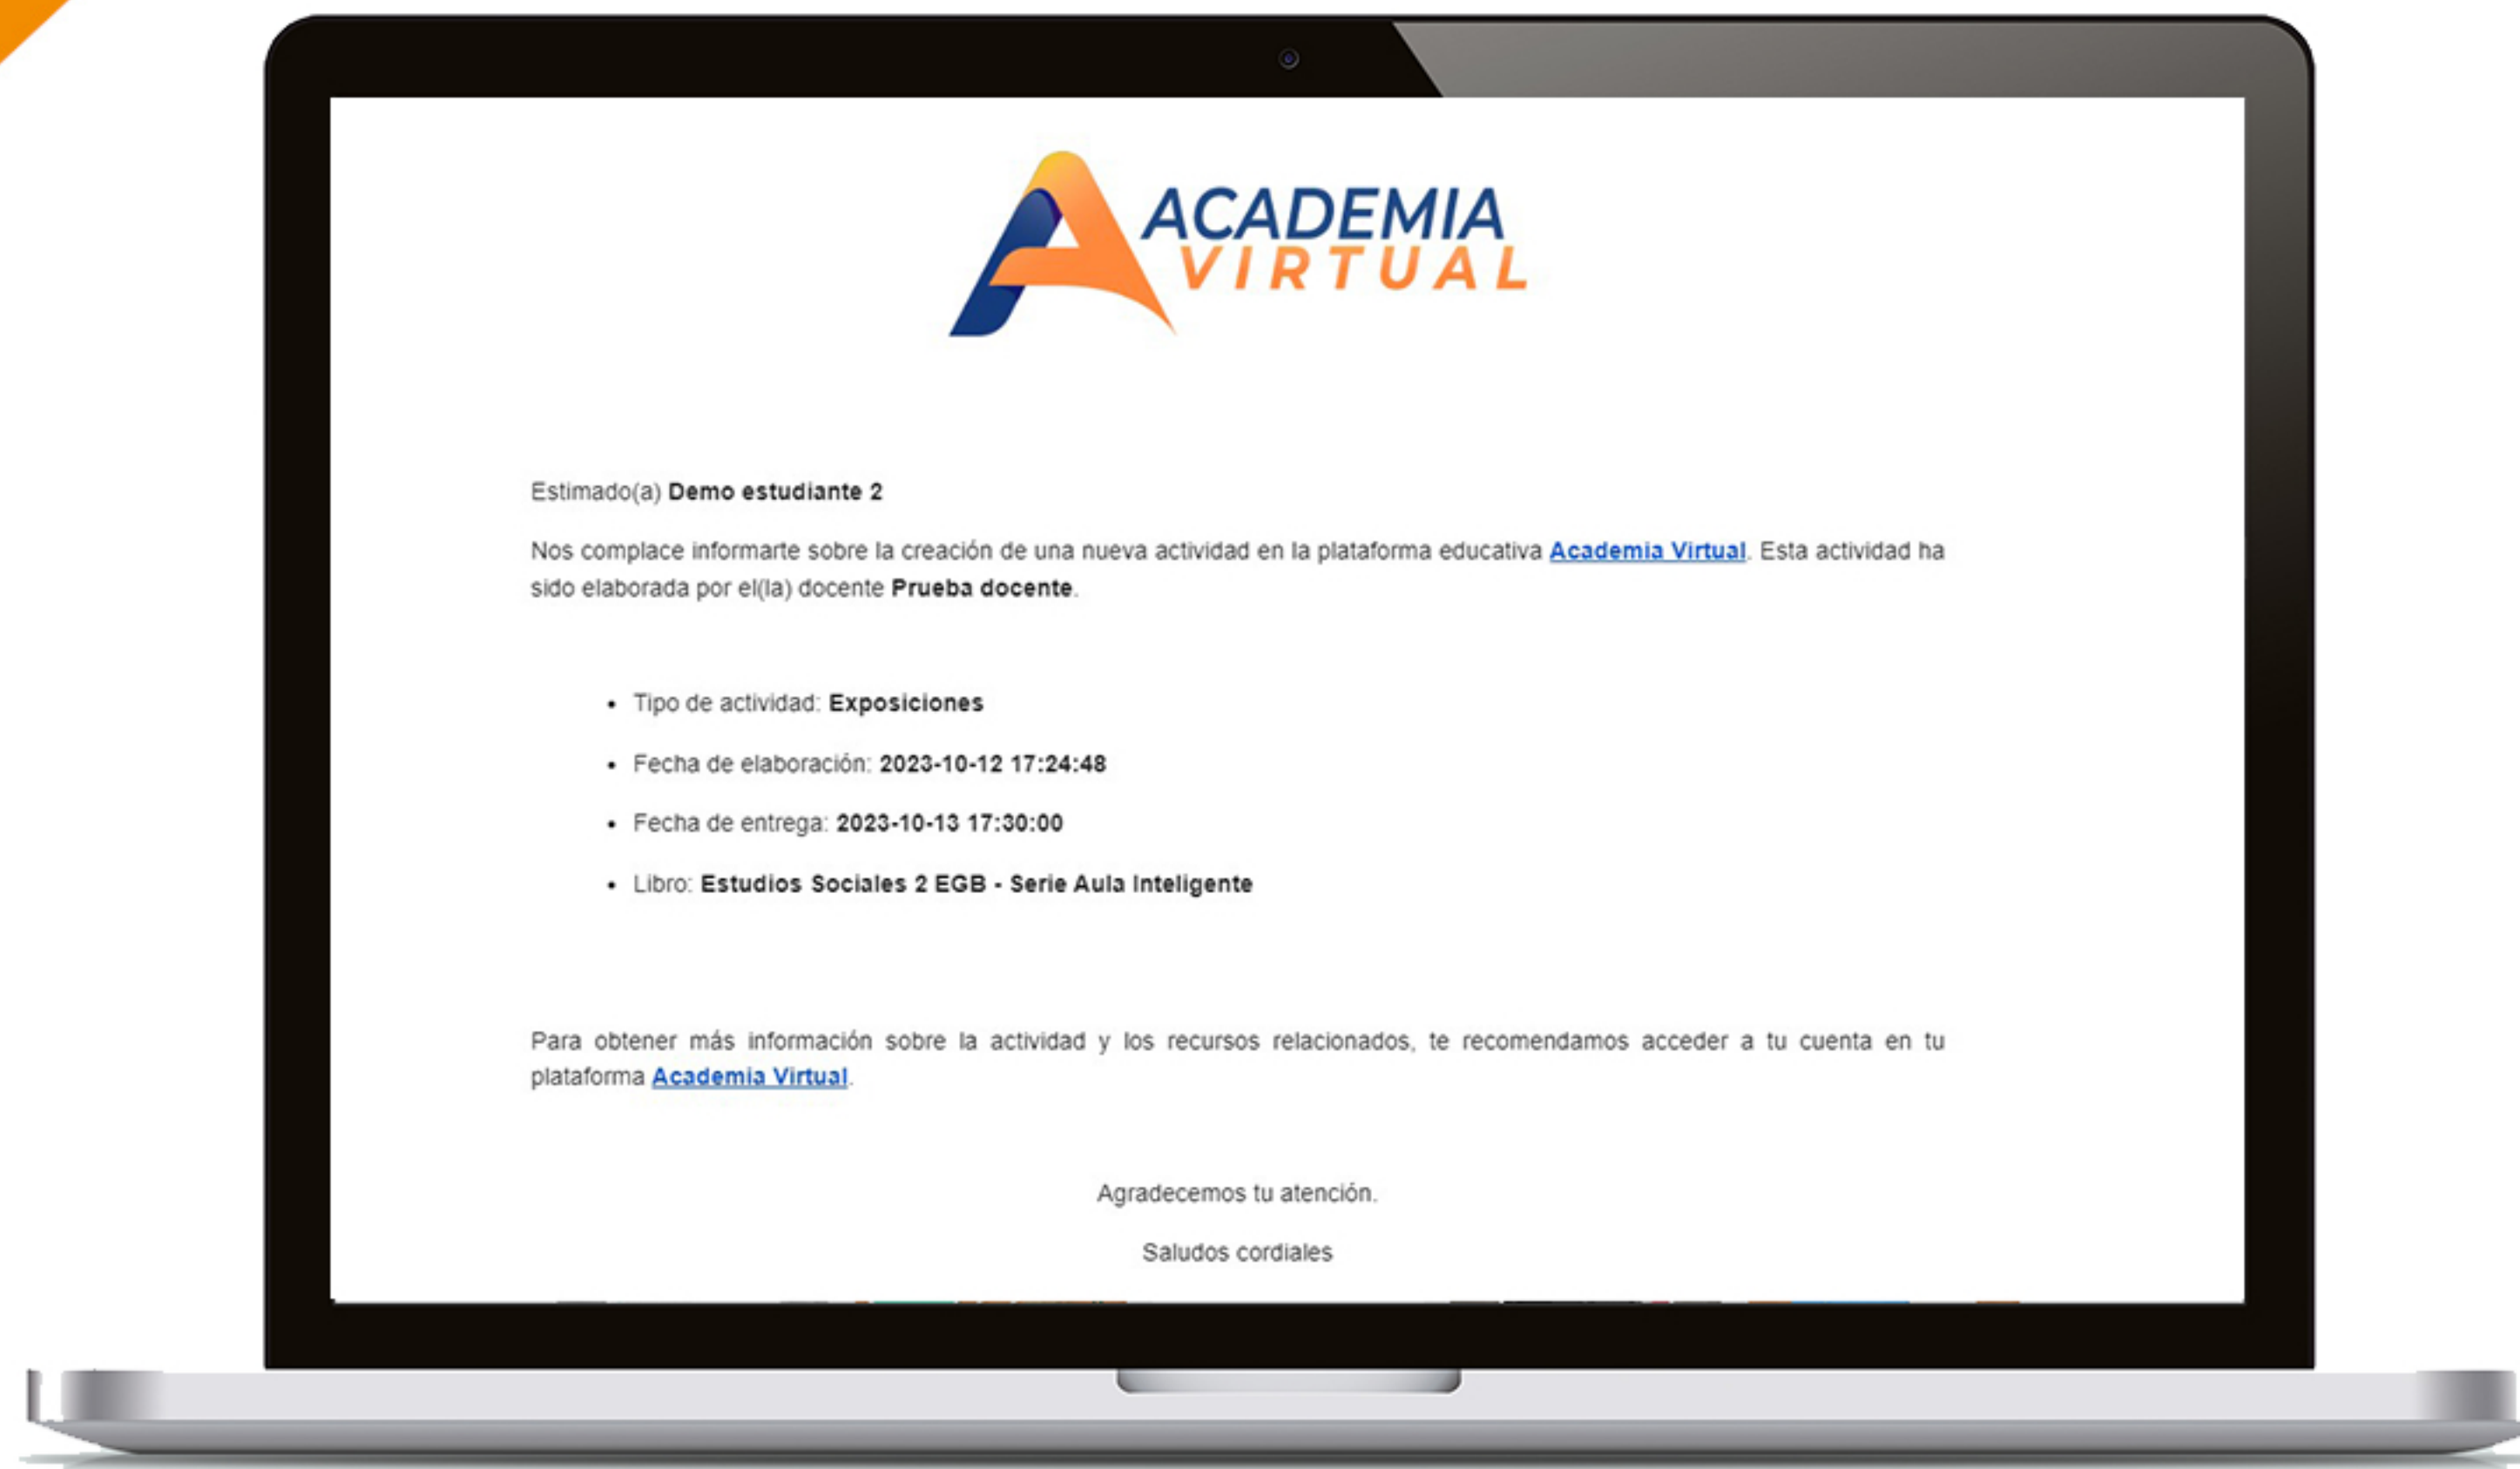 ACADEMIA
VIRTUAL
Estimado(a) Demo estudiante 2
Nos complace informarte sobre la creación de una nueva actividad en la plataforma educativa Academia Virtual. Esta actividad ha
sido elaborada por el(la) docente Prueba docente.
• Tipo de actividad: Exposiciones
• Fecha de elaboración: 2023-10-12 17:24:48
• Fecha de entrega: 2023-10-13 17:30:00
• Libro: Estudios Sociales 2 EGB - Serie Aula Inteligente
Para obtener más información sobre la actividad y los recursos relacionados, te recomendamos acceder a tu cuenta en tu
plataforma Academia Virtual.
Agradecemos tu atención.
Saludos cordiales